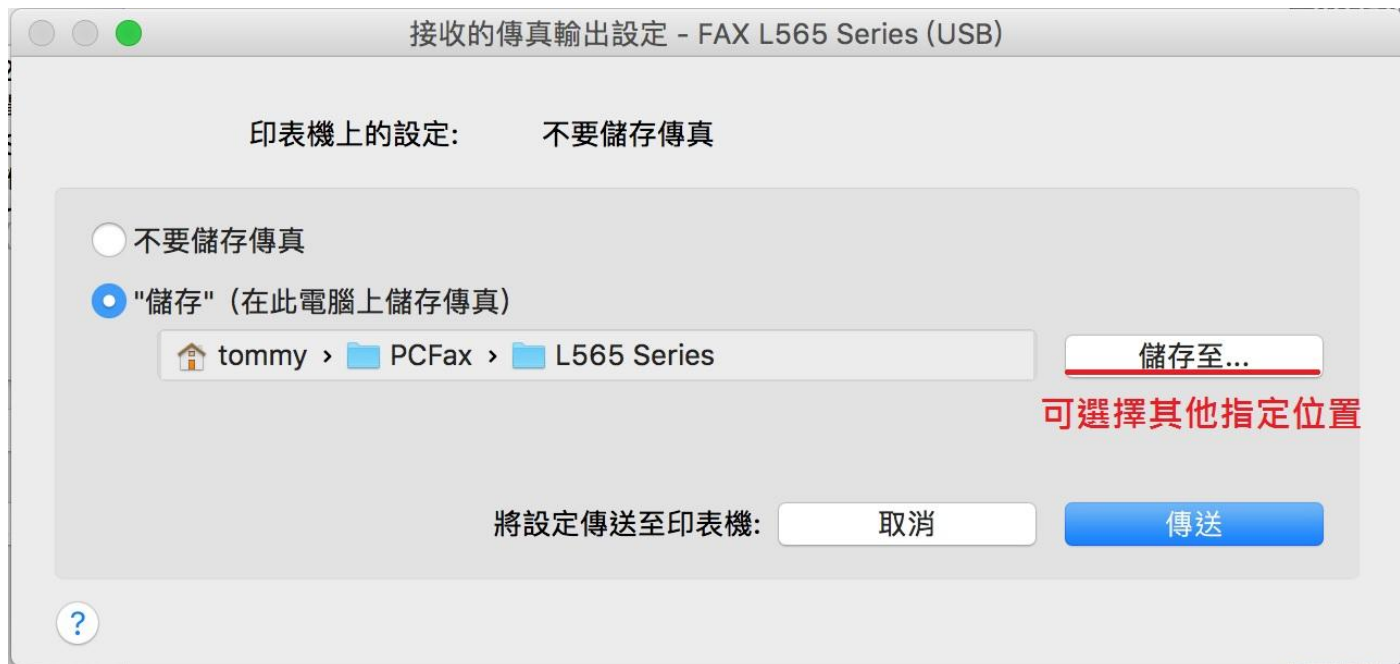 接收的傳真輸出設定 - FAX L565 Series (USB)
印表機上的設定: 不要儲存傳真
不要儲存傳真
"儲存" (在此電腦上儲存傳真)
tommy › PCFax › L565 Series
儲存至...
可選擇其他指定位置
將設定傳送至印表機: 取消 傳送
?